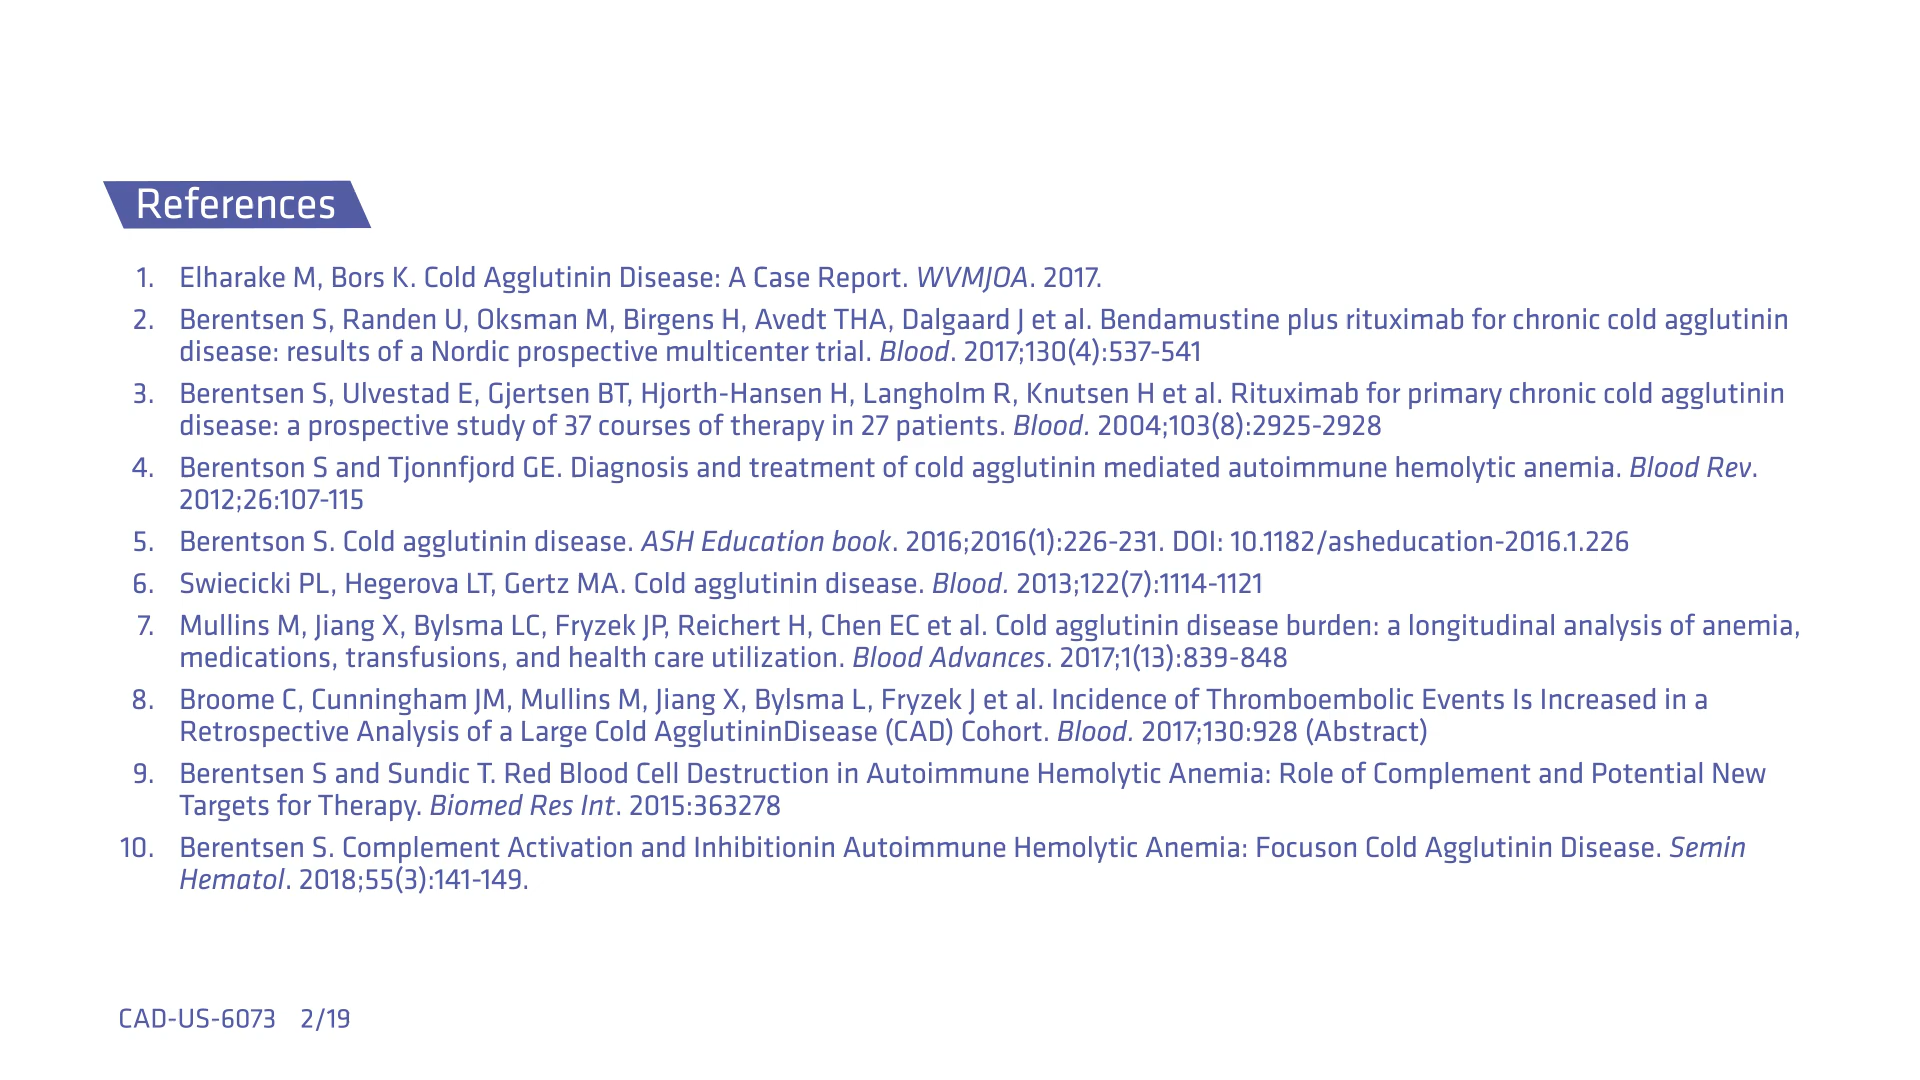 References
1. Elharake M, Bors K. Cold Agglutinin Disease: A Case Report. WVMJOA. 2017.
2. Berentsen S, Randen U, Oksman M, Birgens H, Avedt THA, Dalgaard J et al. Bendamustine plus rituximab for chronic cold agglutinin
disease: results of a Nordic prospective multicenter trial. Blood. 2017;130(4):537-541
3. Berentsen S, Ulvestad E, Gjertsen BT, Hjorth-Hansen H, Langholm R, Knutsen H et al. Rituximab for primary chronic cold agglutinin
disease: a prospective study of 37 courses of therapy in 27 patients. Blood. 2004;103(8):2925-2928
4. Berentson S and Tjonnfjord GE. Diagnosis and treatment of cold agglutinin mediated autoimmune hemolytic anemia. Blood Rev.
2012;26:107-115
5. Berentson S. Cold agglutinin disease. ASH Education book. 2016;2016(1):226-231. DOI: 10.1182/asheducation-2016.1.226
6. Swiecicki PL, Hegerova LT, Gertz MA. Cold agglutinin disease. Blood. 2013;122(7):1114-1121
7. Mullins M, Jiang X, Bylsma LC, Fryzek JP, Reichert H, Chen EC et al. Cold agglutinin disease burden: a longitudinal analysis of anemia,
medications, transfusions, and health care utilization. Blood Advances. 2017;1(13):839-848
8. Broome C, Cunningham JM, Mullins M, Jiang X, Bylsma L, Fryzek J et al. Incidence of Thromboembolic Events Is Increased in a
Retrospective Analysis of a Large Cold AgglutininDisease (CAD) Cohort. Blood. 2017;130:928 (Abstract)
9. Berentsen S and Sundic T. Red Blood Cell Destruction in Autoimmune Hemolytic Anemia: Role of Complement and Potential New
Targets for Therapy. Biomed Res Int. 2015:363278
10. Berentsen S. Complement Activation and Inhibitionin Autoimmune Hemolytic Anemia: Focuson Cold Agglutinin Disease. Semin
Hematol. 2018;55(3):141-149.
CAD-US-6073 2/19